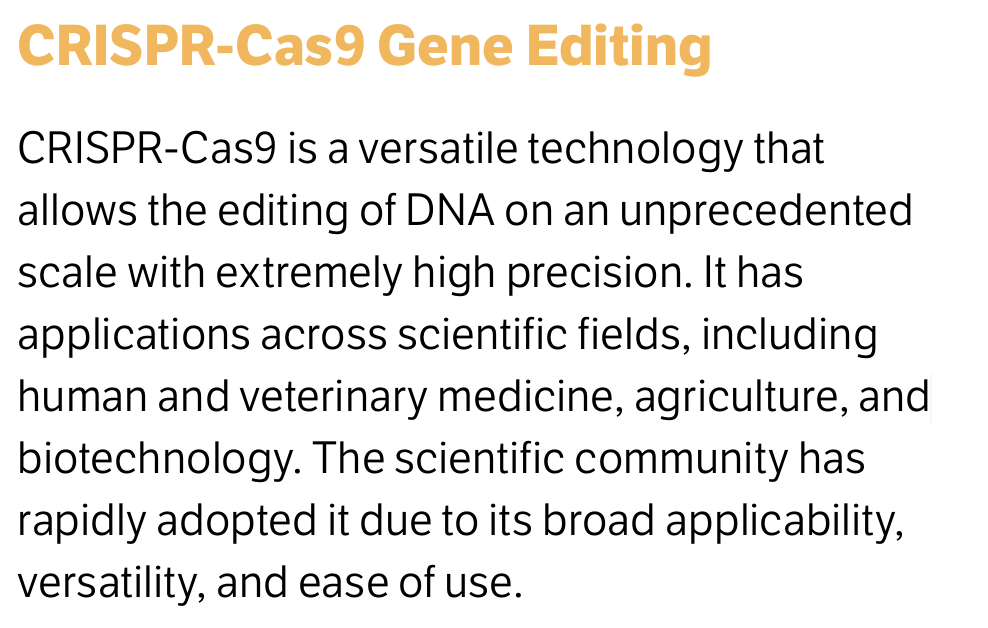 CRISPR-Cas9 Gene Editing
CRISPR-Cas9 is a versatile technology that
allows the editing of DNA on an unprecedented
scale with extremely high precision. It has
applications across scientific fields, including
human and veterinary medicine, agriculture, and
biotechnology. The scientific community has
rapidly adopted it due to its broad applicability,
versatility, and ease of use.